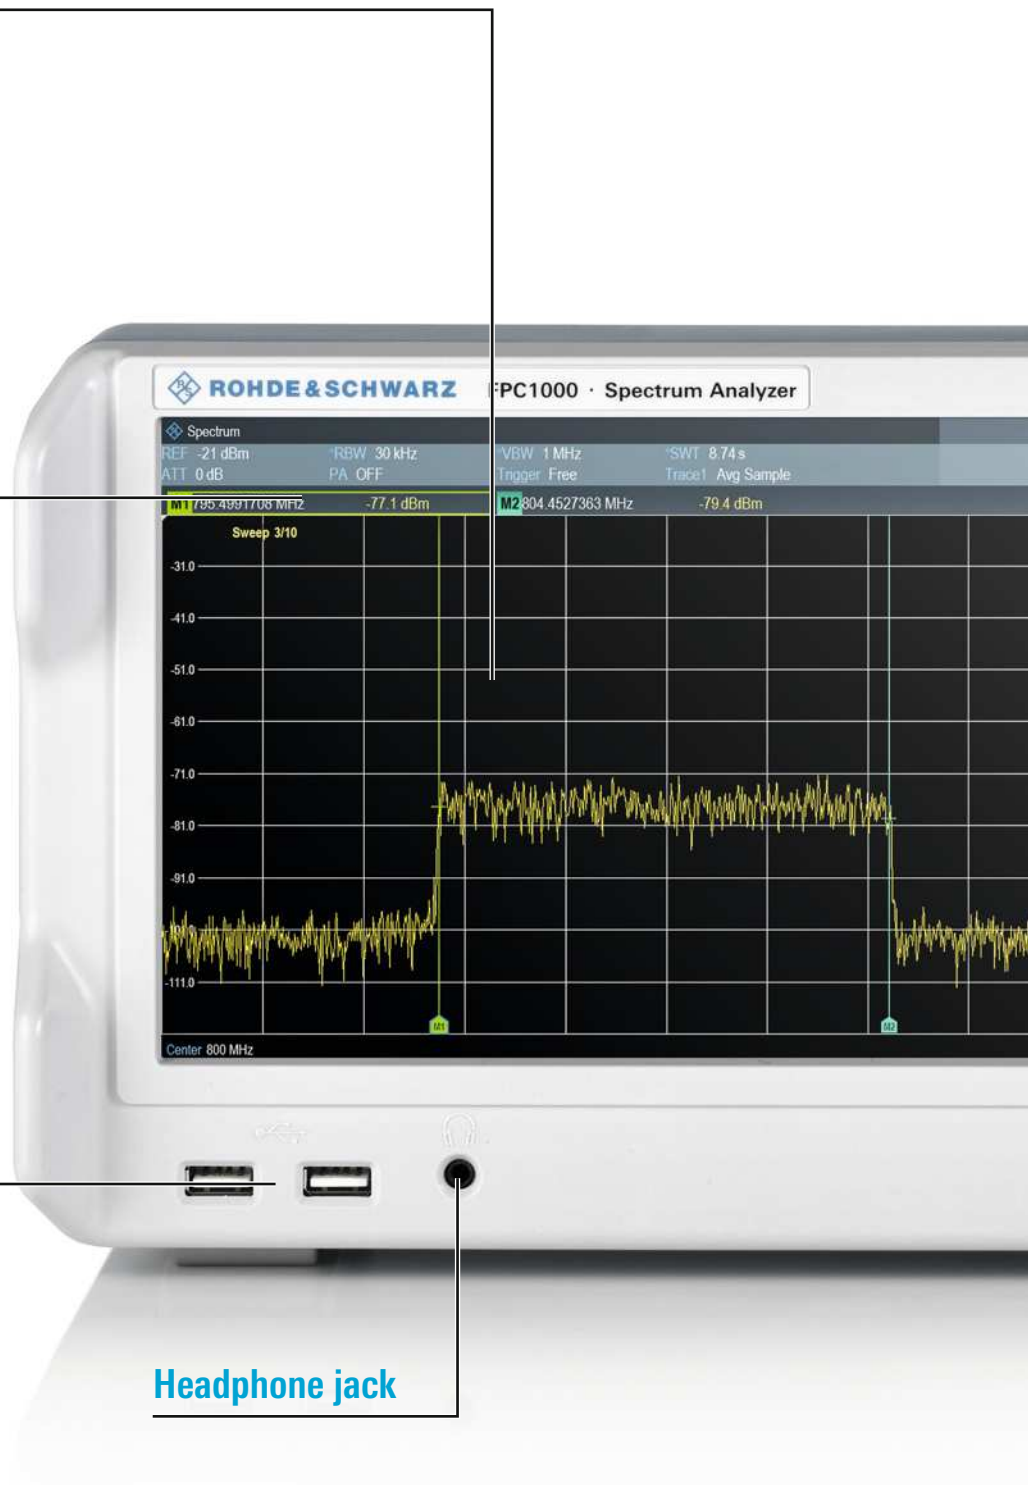 ROHDE&SCHWARZ FPC1000 · Spectrum Analyzer
Spectrum
REF -21 dBm *RBW 30 kHz *VBW 1 MHz *SWT 8.74 s
ATT 0 dB PA OFF Trigger Free Trace1 Avg Sample
M1 795.4991708 MHz -77.1 dBm M2 804.4527363 MHz -79.4 dBm
Sweep 3/10
-31.0
-41.0
-51.0
-61.0
-71.0
-81.0
-91.0
-111.0
M1 M2
Center 800 MHz
Headphone jack